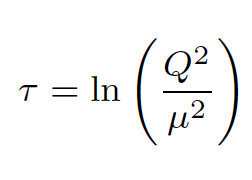 τ = ln ( Q² / μ² )